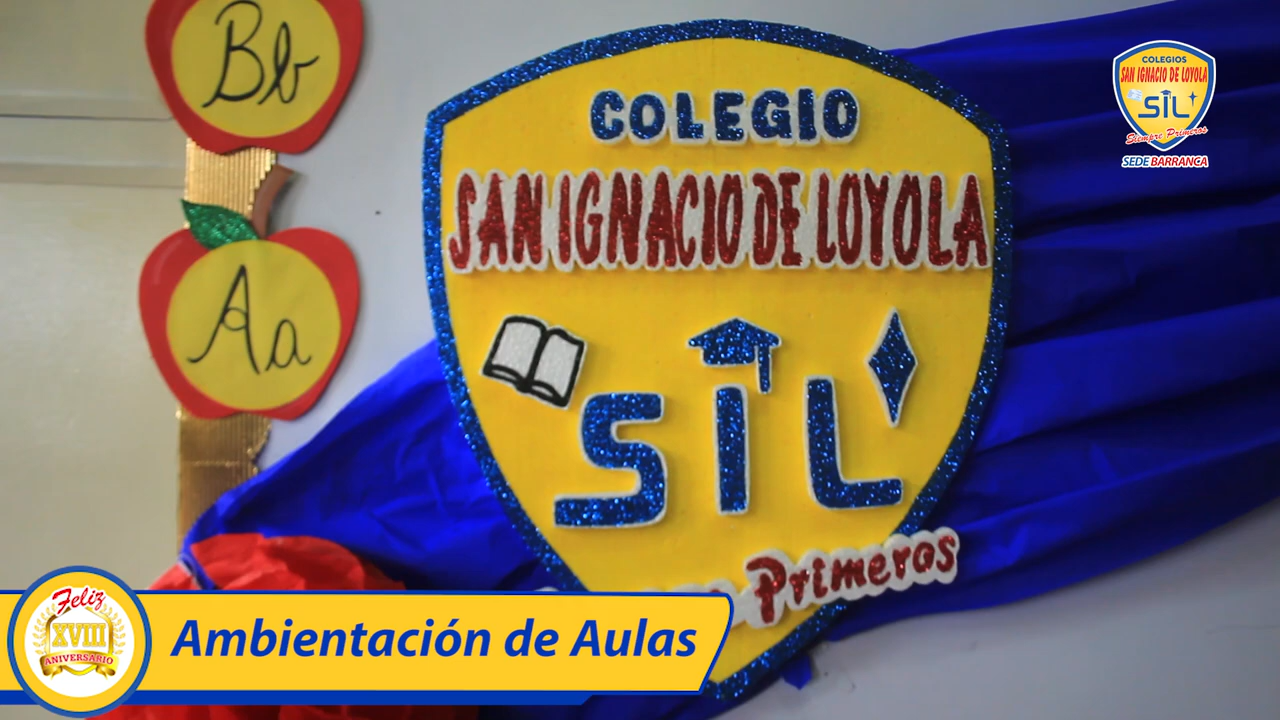 Bb
Aa
COLEGIO
SAN IGNACIO DE LOYOLA
SIL
Primeros
COLEGIOS
SAN IGNACIO DE LOYOLA
SIL
Siempre Primeros
SEDE BARRANCA
Feliz
XVIII
ANIVERSARIO
Ambientación de Aulas